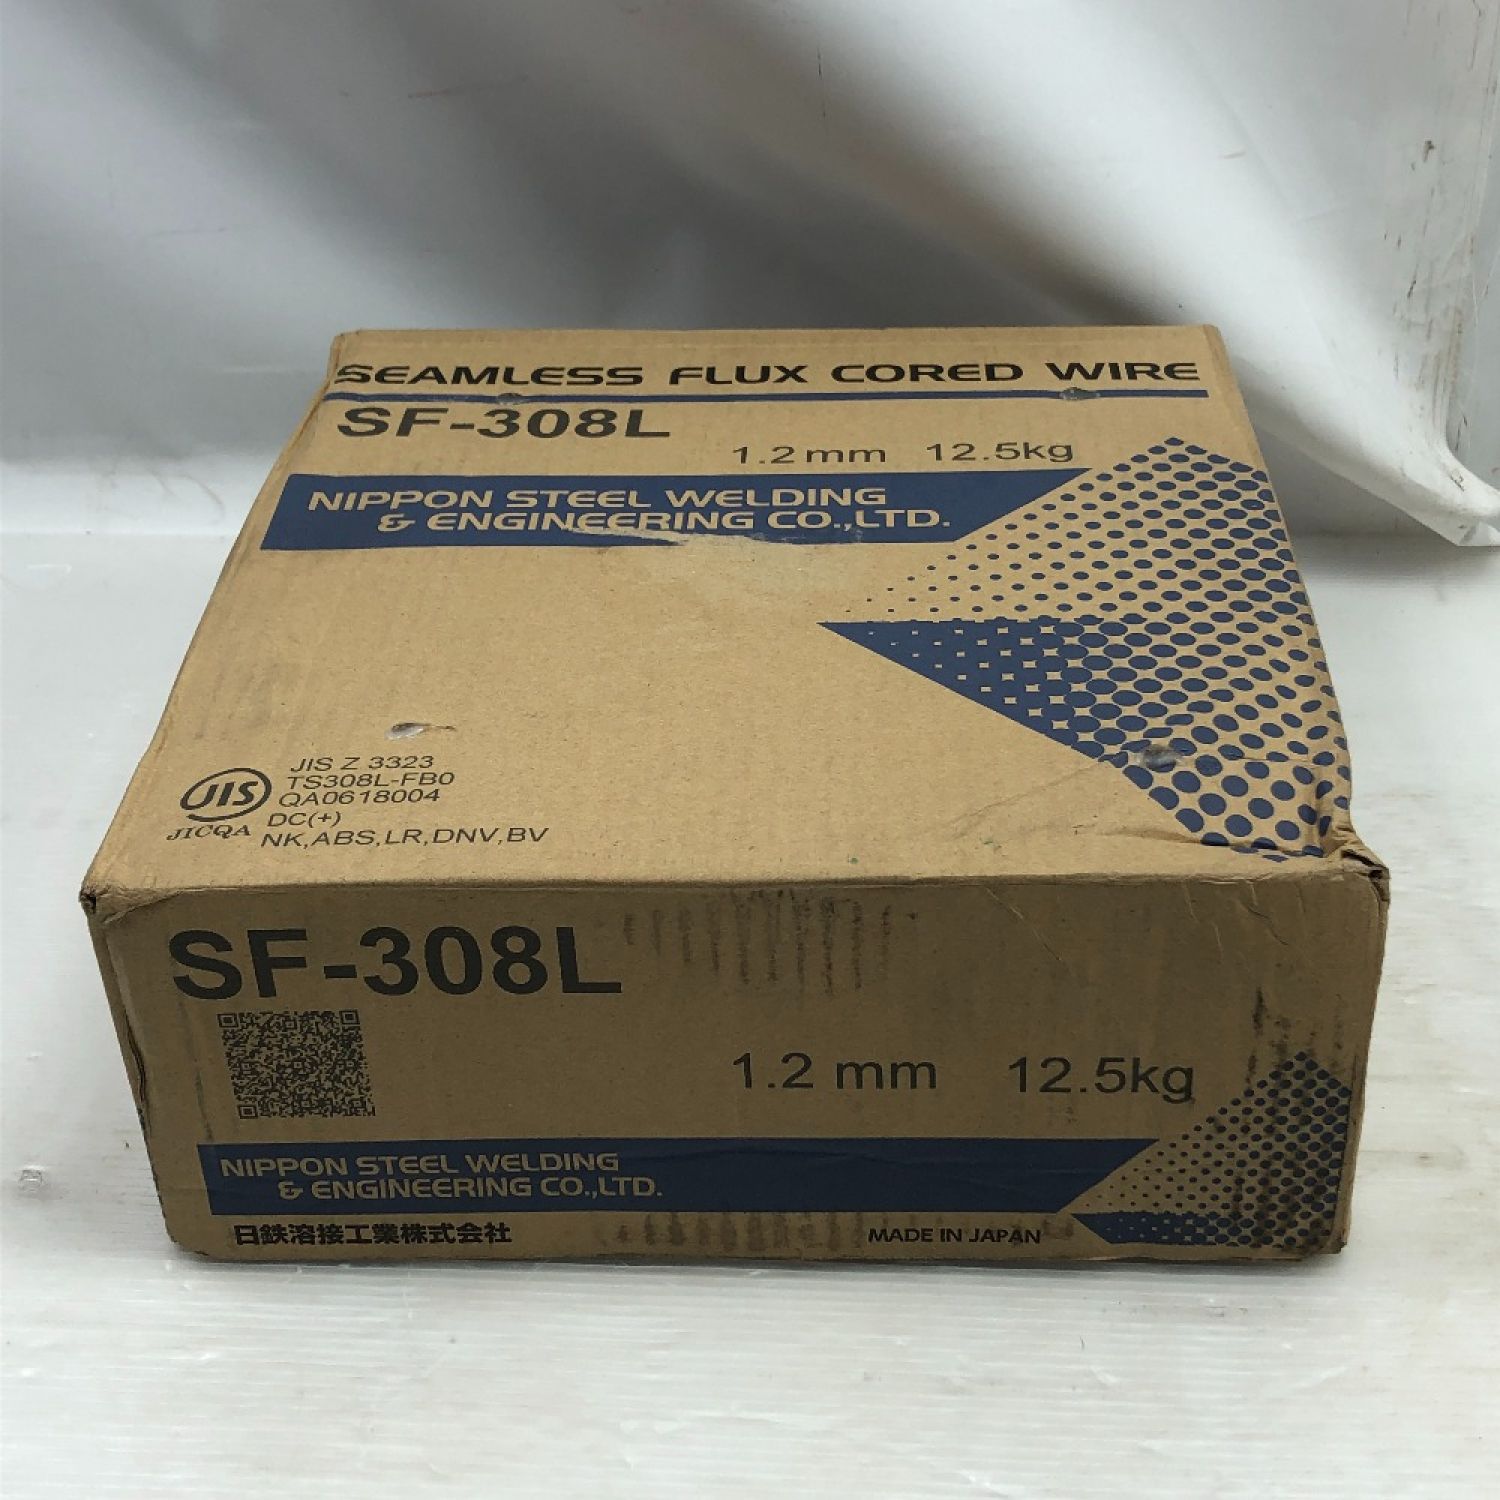 SEAMLESS FLUX CORED WIRE
SF-308L
1.2mm 12.5kg
NIPPON STEEL WELDING
& ENGINEERING CO.,LTD.
JIS
JICQA
JIS Z 3323
TS308L-FB0
QA0618004
DC(+)
NK,ABS,LR,DNV,BV
SF-308L
1.2 mm 12.5kg
NIPPON STEEL WELDING
& ENGINEERING CO.,LTD.
日鉄溶接工業株式会社
MADE IN JAPAN